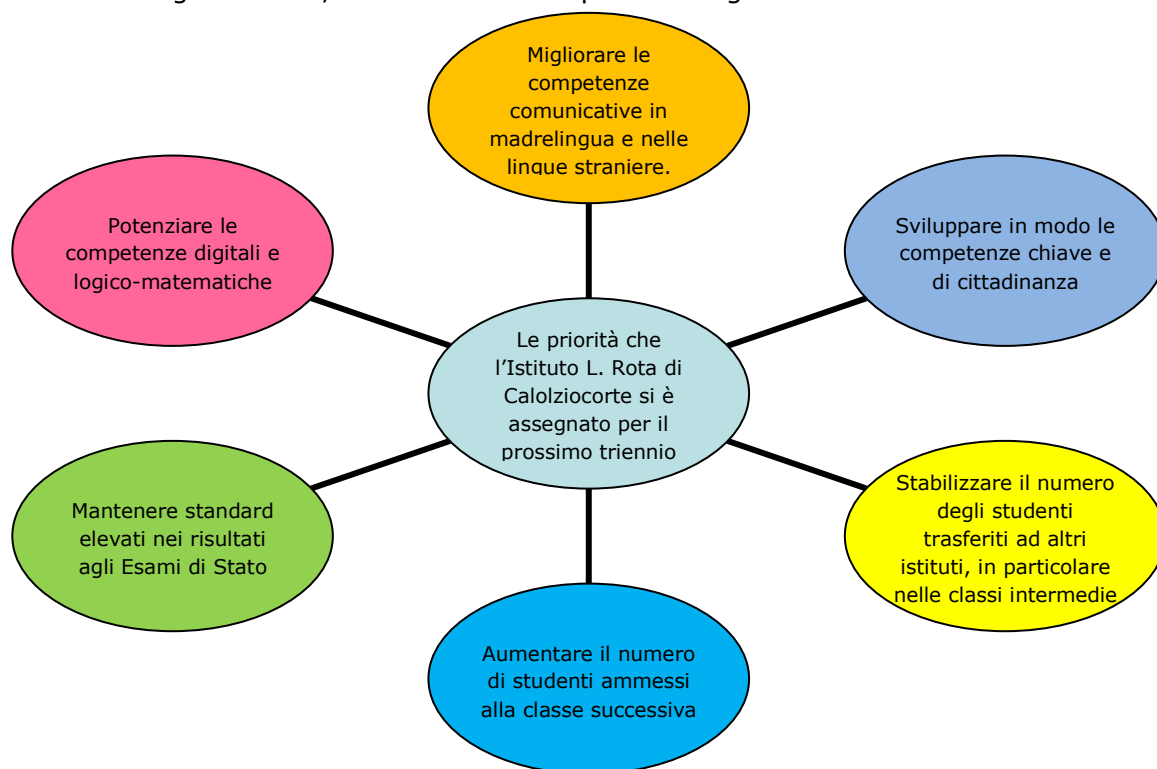 Migliorare le
competenze
comunicative in
madrelingua e nelle
lingue straniere.
Potenziare le
competenze digitali e
logico-matematiche
Sviluppare in modo le
competenze chiave e
di cittadinanza
Le priorità che
l'Istituto L. Rota di
Calolziocorte si è
assegnato per il
prossimo triennio
Mantenere standard
elevati nei risultati
agli Esami di Stato
Stabilizzare il numero
degli studenti
trasferiti ad altri
istituti, in particolare
nelle classi intermedie
Aumentare il numero
di studenti ammessi
alla classe successiva